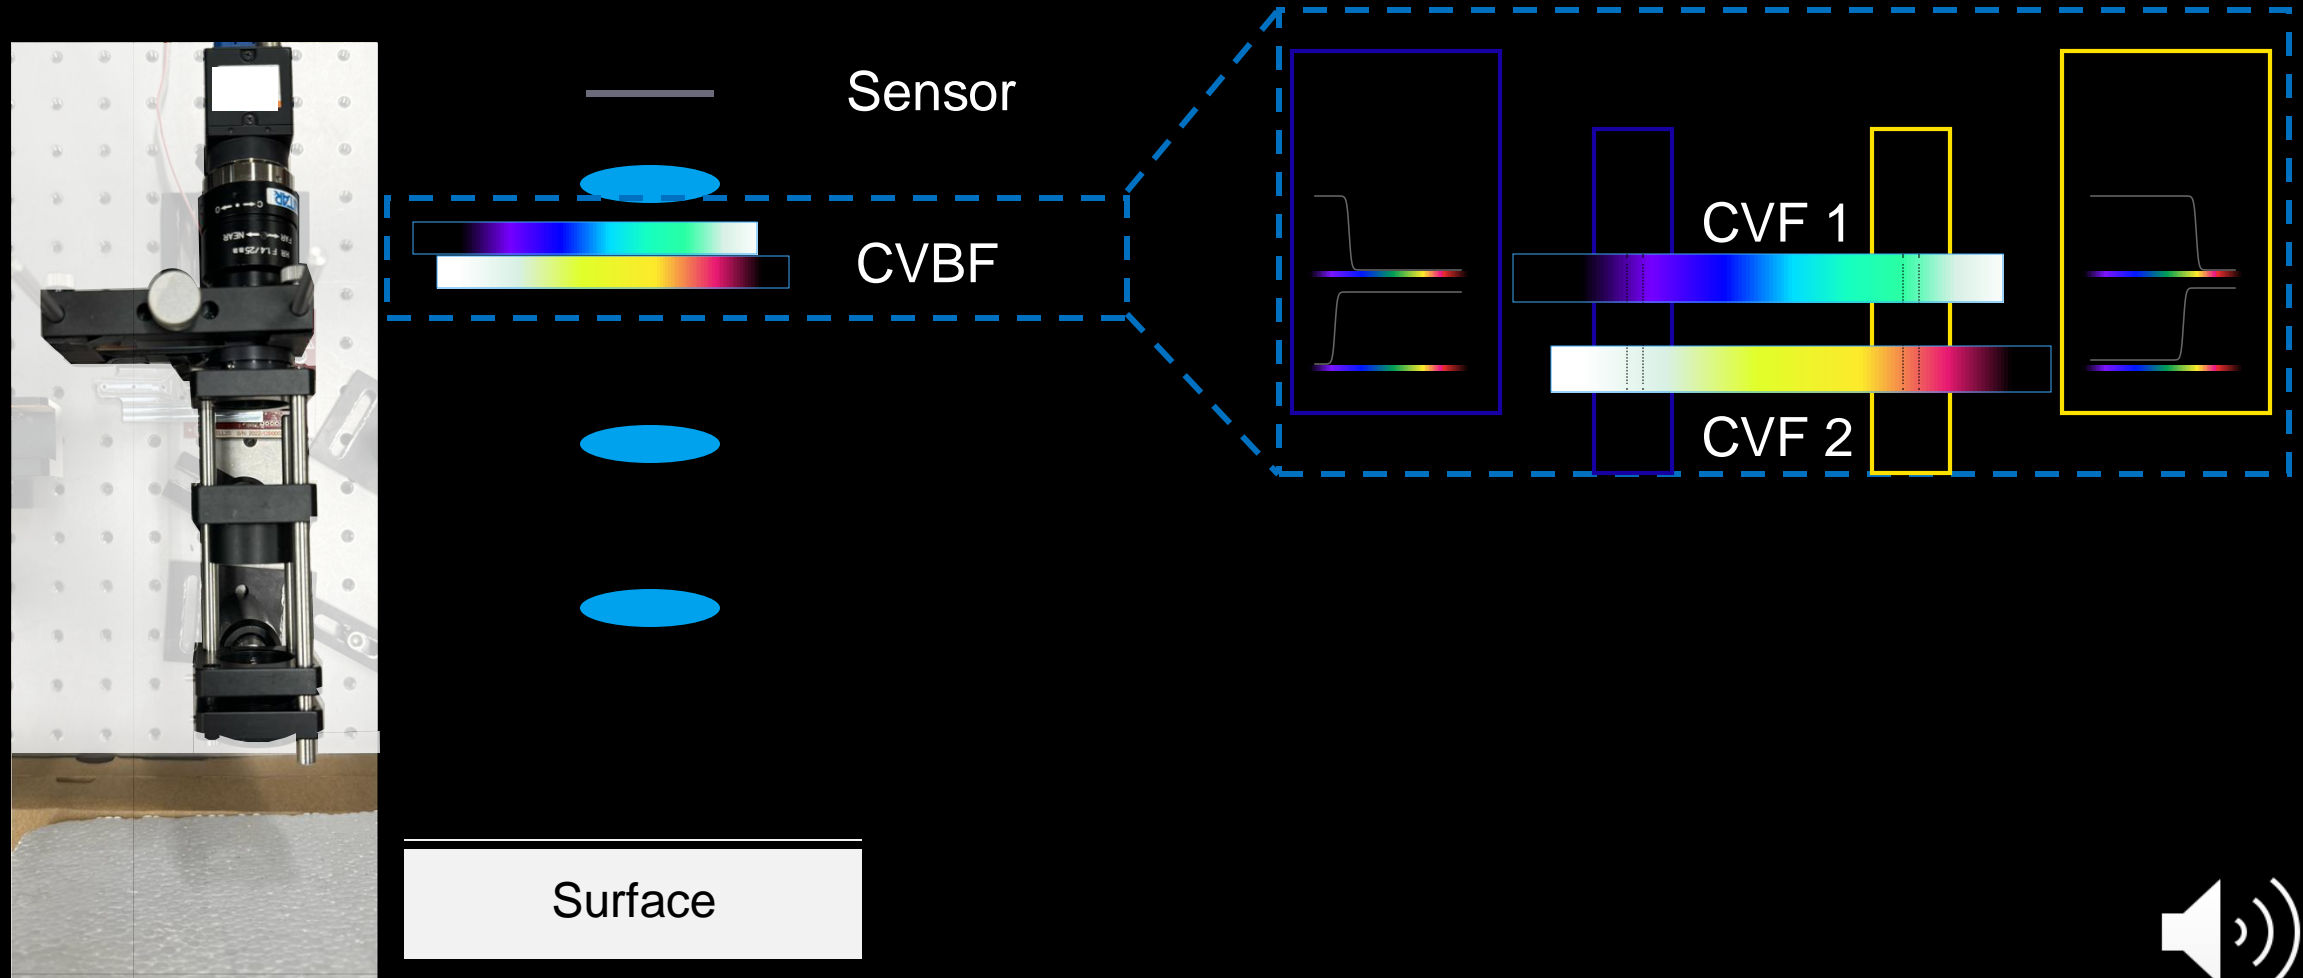 Sensor
CVBF
CVF 1
CVF 2
Surface